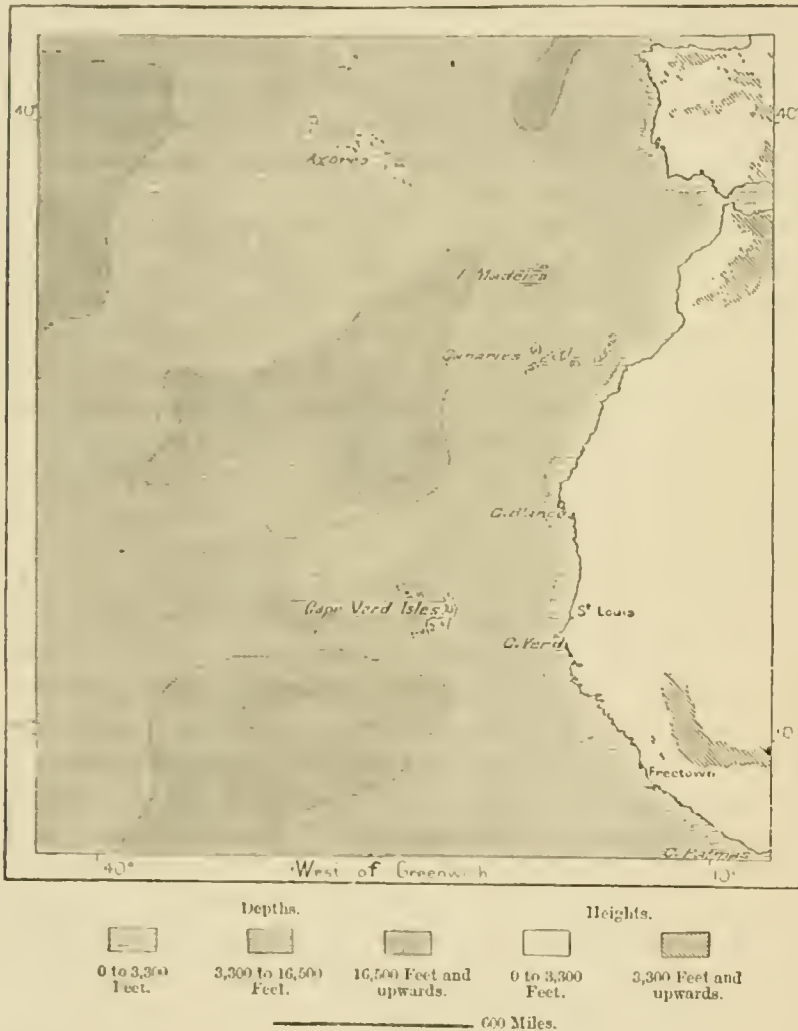 40°
40°
Azores
I Madeira
Canaries
C. Blanco
Cape Verd Isles
St Louis
C. Verd
10
Freetown
C. Palmas
40°
West of Greenwich
10°
Depths.
Heights.
0 to 3,300 Feet.
3,300 to 16,500 Feet.
16,500 Feet and upwards.
0 to 3,300 Feet.
3,300 Feet and upwards.
600 Miles.